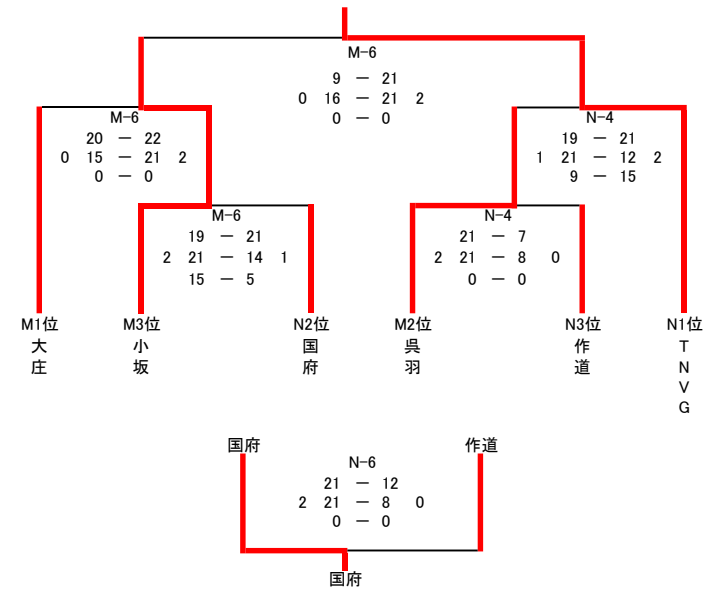 M-6
9 － 21
0 16 － 21 2
0 － 0
M-6
20 － 22
0 15 － 21 2
0 － 0
N-4
19 － 21
1 21 － 12 2
9 － 15
M-6
19 － 21
2 21 － 14 1
15 － 5
N-4
21 － 7
2 21 － 8 0
0 － 0
M1位
大庄
M3位
小坂
N2位
国府
M2位
呉羽
N3位
作道
N1位
TNVG
国府
作道
N-6
21 － 12
2 21 － 8 0
0 － 0
国府